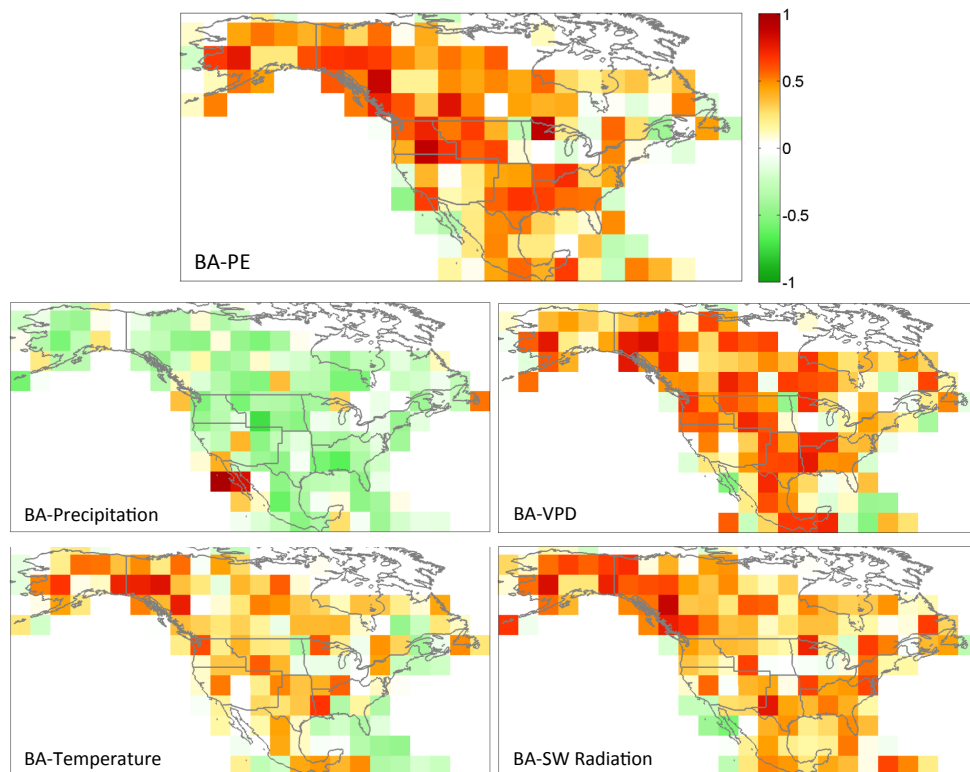 1
0.5
0
-0.5
-1
BA-PE
BA-Precipitation
BA-VPD
BA-Temperature
BA-SW Radiation